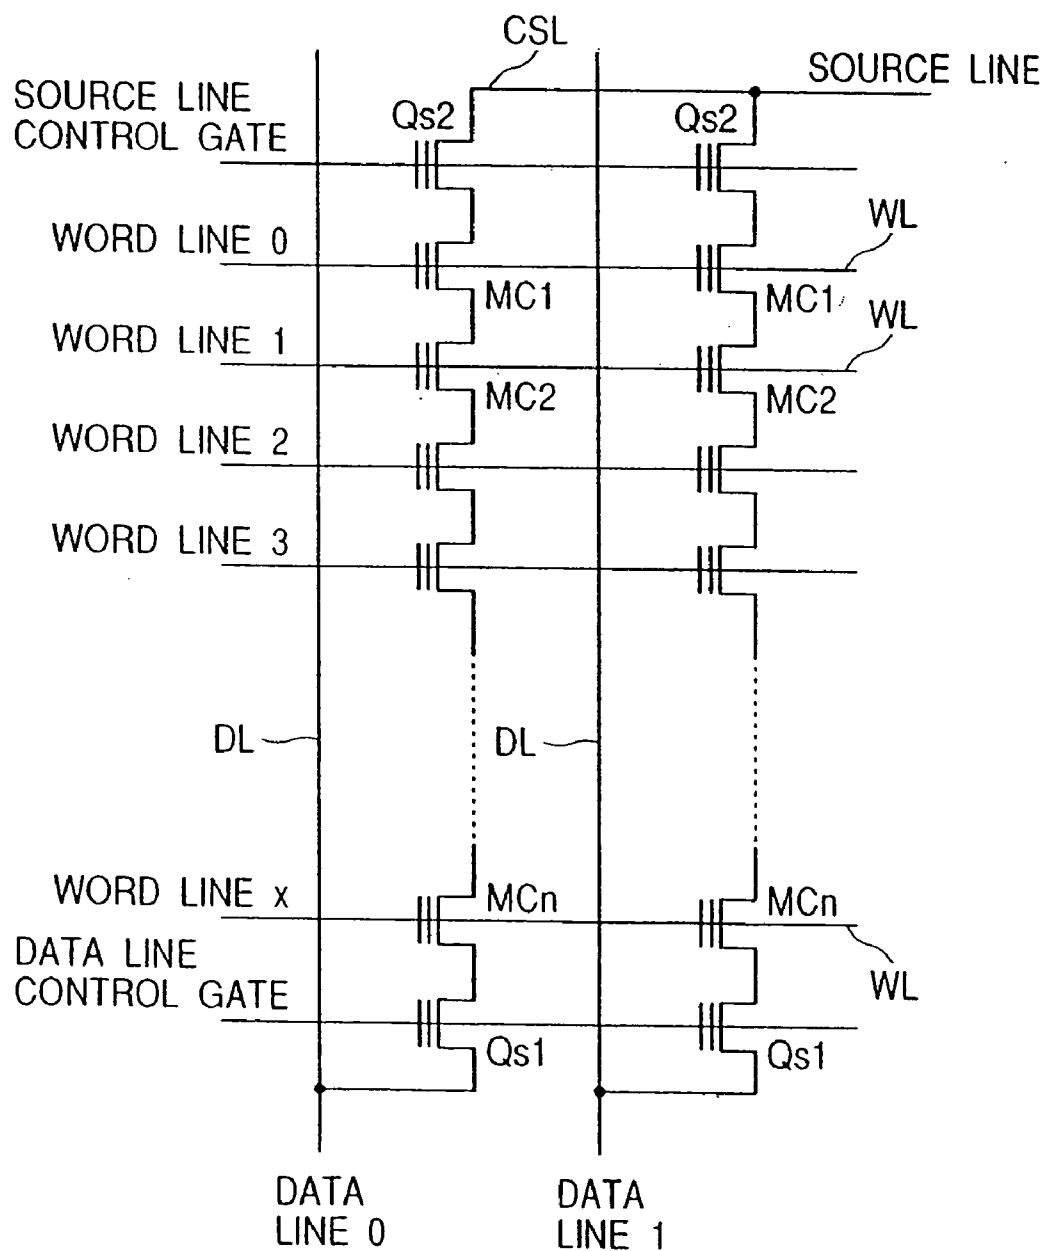 CSL
SOURCE LINE
SOURCE LINE
CONTROL GATE
Qs2
Qs2
WORD LINE 0
WL
MC1
MC1
WORD LINE 1
WL
MC2
MC2
WORD LINE 2
WORD LINE 3
DL
DL
WORD LINE x
MCn
MCn
DATA LINE
CONTROL GATE
WL
Qs1
Qs1
DATA
LINE 0
DATA
LINE 1